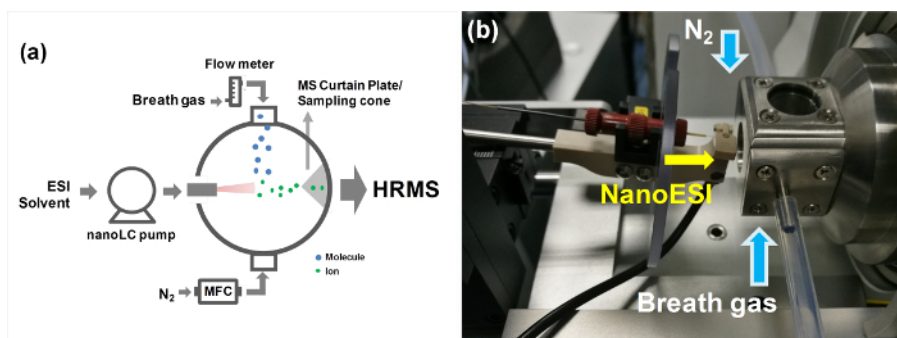 (a)
Flow meter
Breath gas
MS Curtain Plate/
Sampling cone
ESI
Solvent
nanoLC pump
HRMS
Molecule
Ion
N2
MFC
(b)
N2
NanoESI
Breath gas